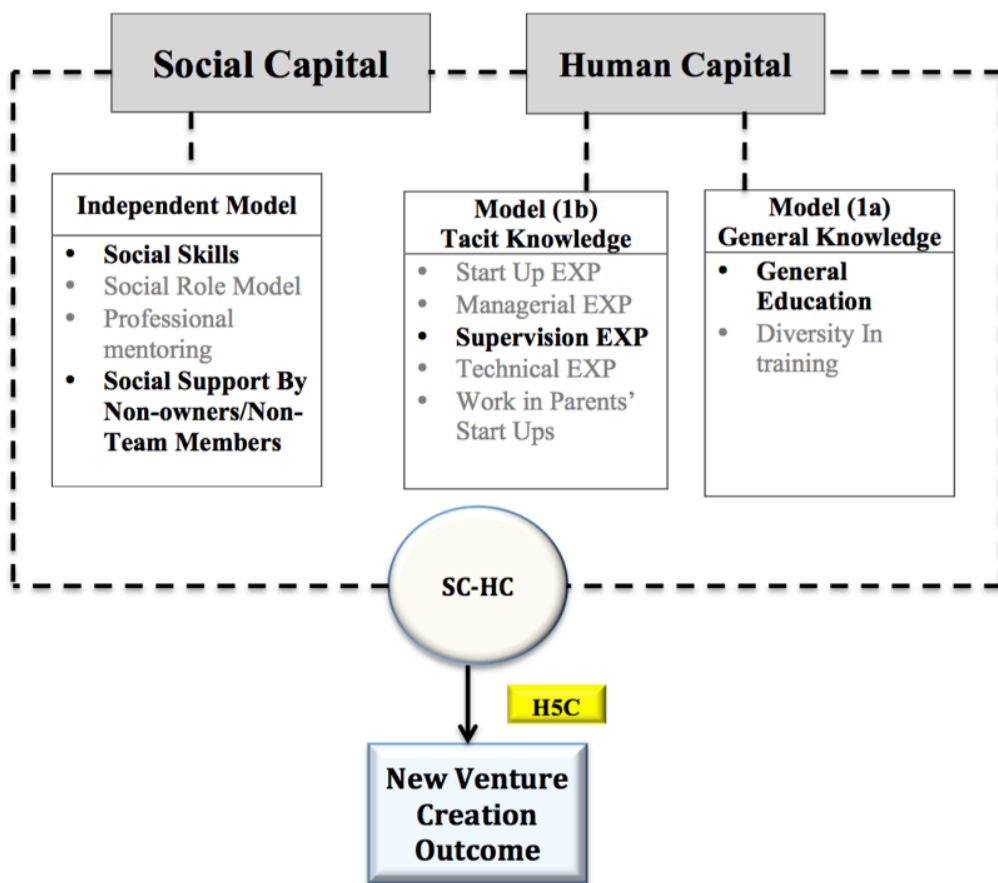 Social Capital
Human Capital
Independent Model
• Social Skills
• Social Role Model
• Professional
mentoring
• Social Support By
Non-owners/Non-
Team Members
Model (1b)
Tacit Knowledge
• Start Up EXP
• Managerial EXP
• Supervision EXP
• Technical EXP
• Work in Parents’
Start Ups
Model (1a)
General Knowledge
• General
Education
• Diversity In
training
SC-HC
H5C
New Venture
Creation
Outcome